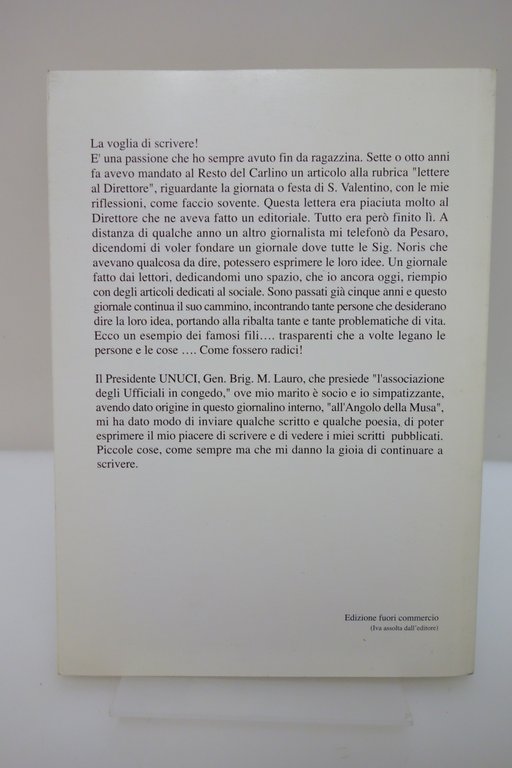 La voglia di scrivere!
E' una passione che ho sempre avuto fin da ragazzina. Sette o otto anni
fa avevo mandato al Resto del Carlino un articolo alla rubrica "lettere
al Direttore", riguardante la giornata o festa di S. Valentino, con le mie
riflessioni, come faccio sovente. Questa lettera era piaciuta molto al
Direttore che ne aveva fatto un editoriale. Tutto era però finito lì. A
distanza di qualche anno un altro giornalista mi telefonò da Pesaro,
dicendomi di voler fondare un giornale dove tutte le Sig. Noris che
avevano qualcosa da dire, potessero esprimere le loro idee. Un giornale
fatto dai lettori, dedicandomi uno spazio, che io ancora oggi, riempio
con degli articoli dedicati al sociale. Sono passati già cinque anni e questo
giornale continua il suo cammino, incontrando tante persone che desiderano
dire la loro idea, portando alla ribalta tante e tante problematiche di vita.
Ecco un esempio dei famosi fili…. trasparenti che a volte legano le
persone e le cose …. Come fossero radici!
Il Presidente UNUCI, Gen. Brig. M. Lauro, che presiede "l'associazione
degli Ufficiali in congedo," ove mio marito è socio e io simpatizzante,
avendo dato origine in questo giornalino interno, "all'Angolo della Musa",
mi ha dato modo di inviare qualche scritto e qualche poesia, di poter
esprimere il mio piacere di scrivere e di vedere i miei scritti pubblicati.
Piccole cose, come sempre ma che mi danno la gioia di continuare a
scrivere.
Edizione fuori commercio
(Iva assolta dall'editore)